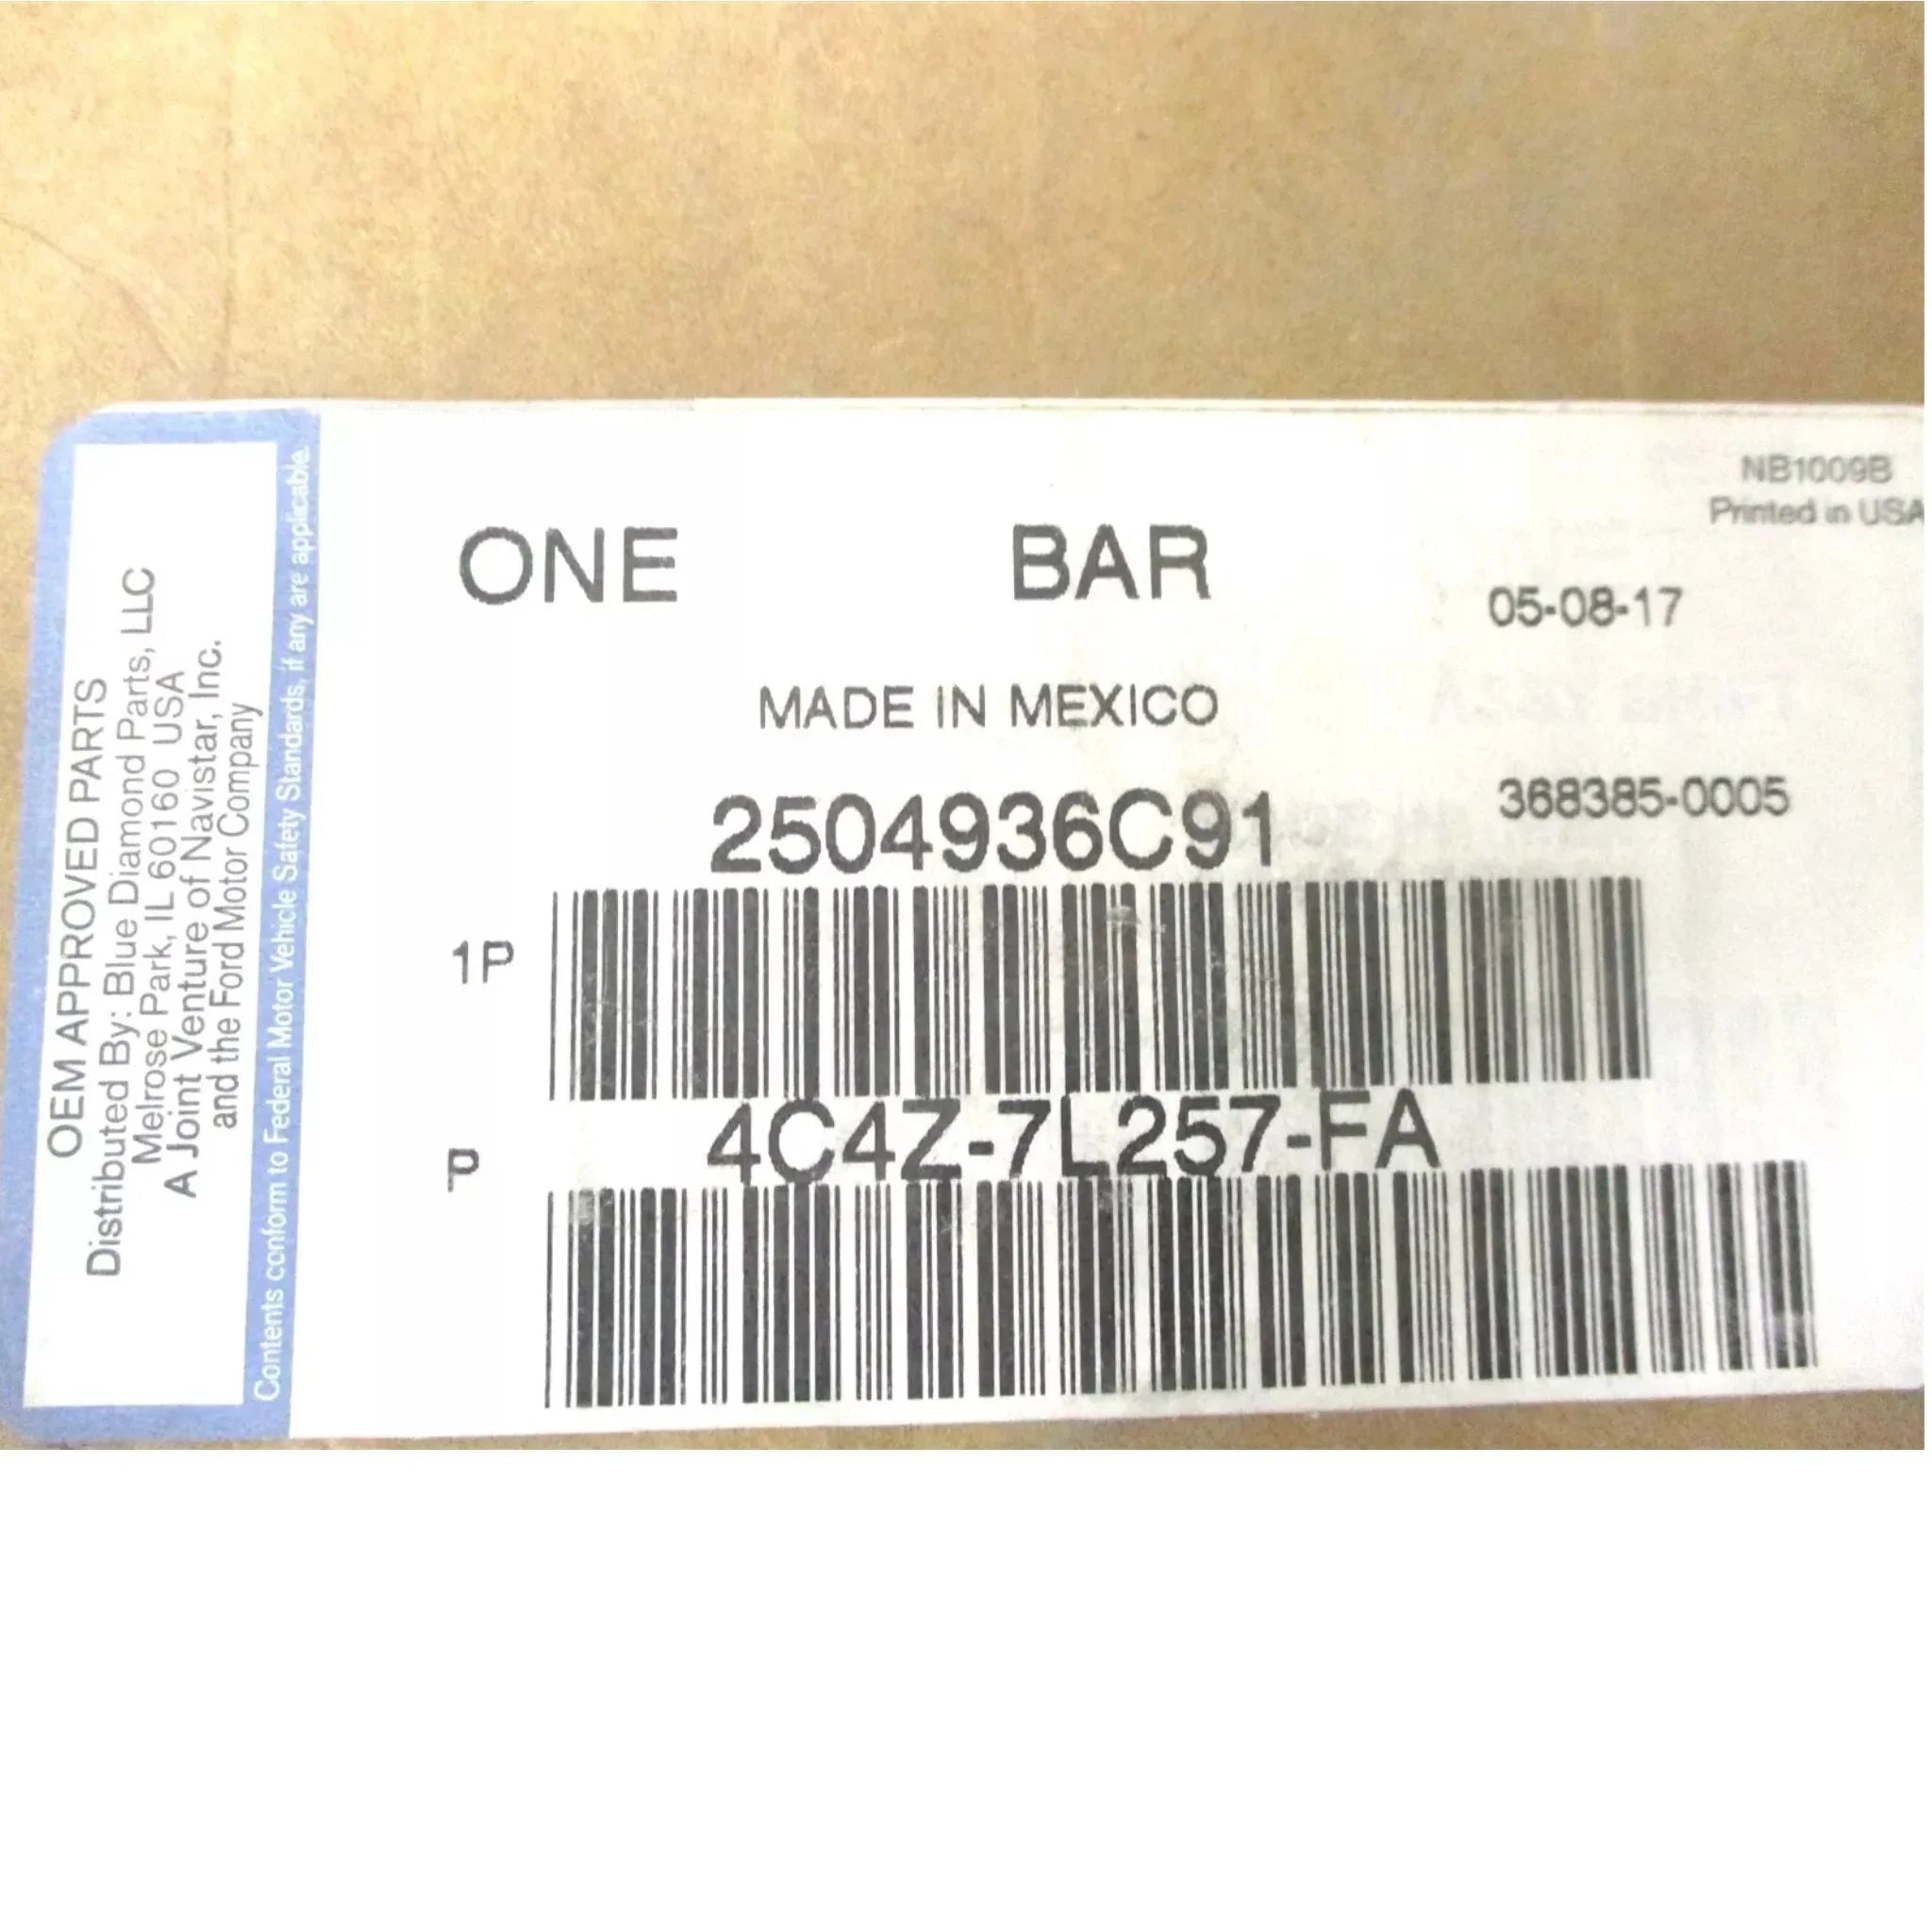 OEM APPROVED PARTS
Distributed By: Blue Diamond Parts, LLC
Melrose Park, IL 60160 USA
A Joint Venture of Navistar, Inc.
and the Ford Motor Company
Contents conform to Federal Motor Vehicle Safety Standards, if any are applicable.
NB1009B
Printed in USA
ONE BAR
05-08-17
MADE IN MEXICO
2504936C91
368385-0005
1P
4C4Z-7L257-FA
P